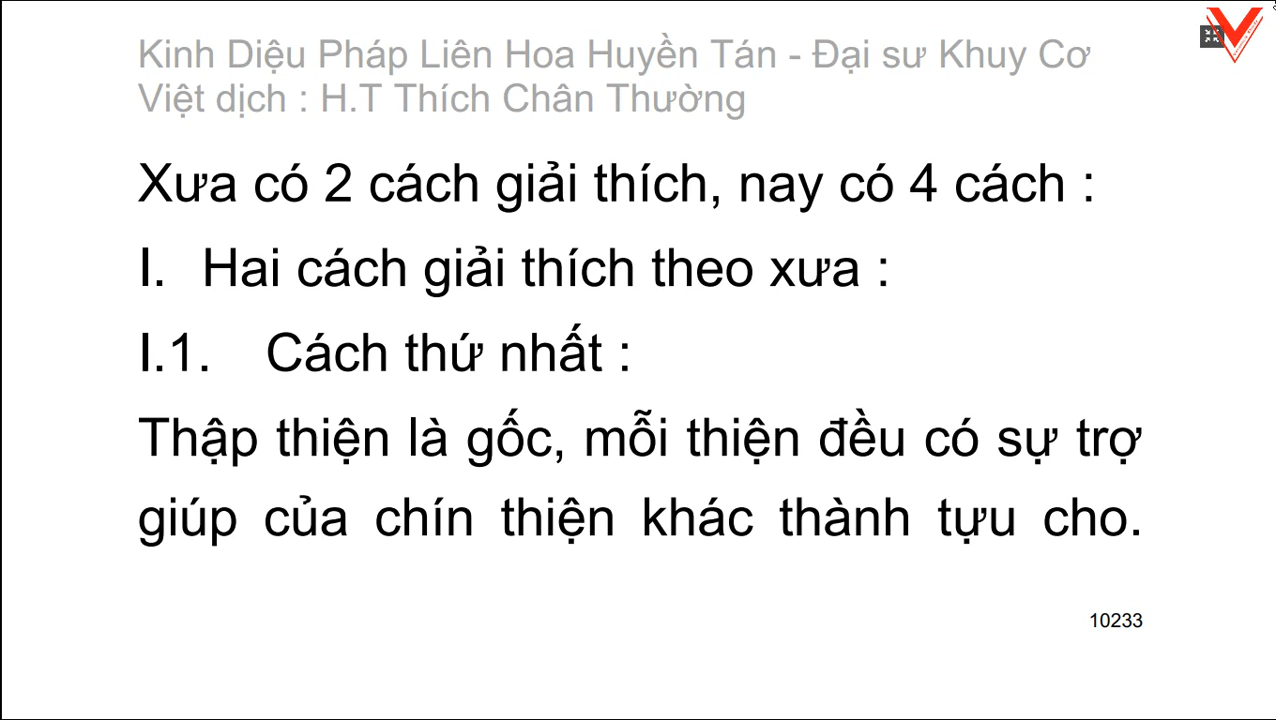 Kinh Diệu Pháp Liên Hoa Huyền Tán - Đại sư Khuy Cơ
Việt dịch : H.T Thích Chân Thường
Xưa có 2 cách giải thích, nay có 4 cách :
I. Hai cách giải thích theo xưa :
I.1. Cách thứ nhất :
Thập thiện là gốc, mỗi thiện đều có sự trợ
giúp của chín thiện khác thành tựu cho.
10233